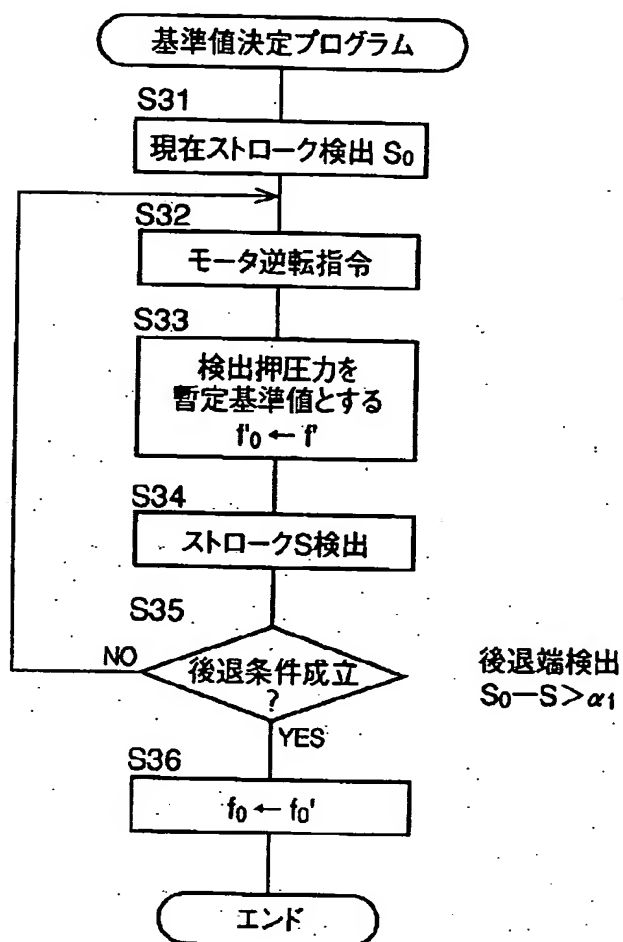 基準値決定プログラム
S31
現在ストローク検出 S₀
S32
モータ逆転指令
S33
検出押圧力を
暫定基準値とする
f'₀ ← f'
S34
ストロークS検出
S35
NO
後退条件成立
?
後退端検出
S₀−S>α₁
YES
S36
f₀ ← f₀'
エンド